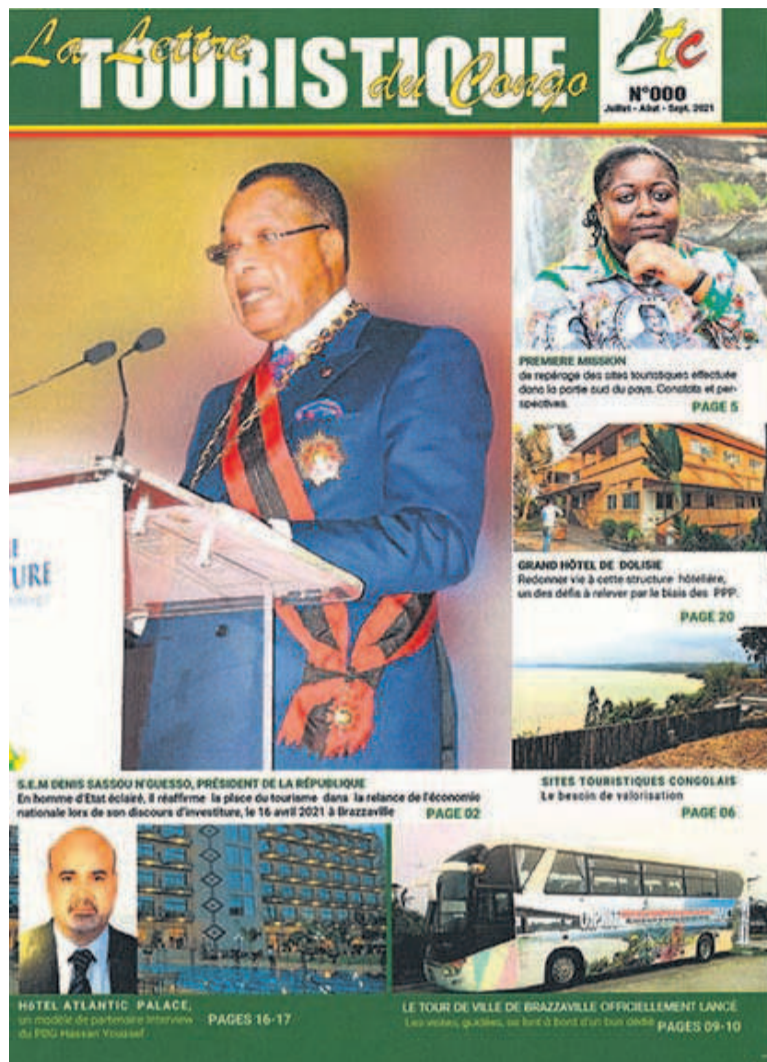 La Lettre
TOURISTIQUE
du Congo
tc
N°000
Juillet - Août - Sept. 2021
PREMIERE MISSION
de repérage des sites touristiques effectuée
dans la partie sud du pays. Constats et per-
spectives.
PAGE 5
GRAND HÔTEL DE DOLISIE
Redonner vie à cette structure hôtelière,
un des défis à relever par le biais des PPP.
PAGE 20
URE
S.E.M DENIS SASSOU N'GUESSO, PRÉSIDENT DE LA RÉPUBLIQUE
En homme d'Etat éclairé, il réaffirme la place du tourisme dans la relance de l'économie
nationale lors de son discours d'investiture, le 16 avril 2021 à Brazzaville
PAGE 02
SITES TOURISTIQUES CONGOLAIS
Le besoin de valorisation
PAGE 06
HÔTEL ATLANTIC PALACE,
un modèle de partenaire Interview
du PDG Hassan Youssef
PAGES 16-17
LE TOUR DE VILLE DE BRAZZAVILLE OFFICIELLEMENT LANCÉ
Les visites, guidées, se font à bord d'un bus dédié
PAGES 09-10